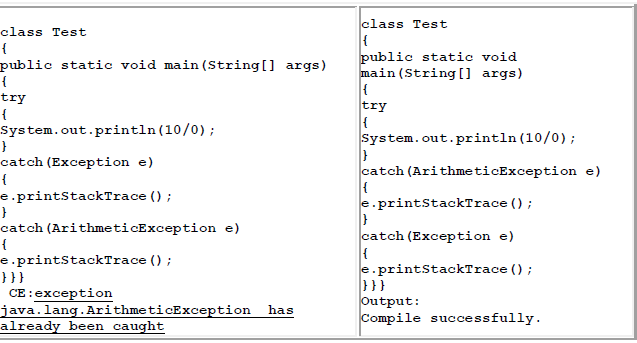 class Test
{
public static void main(String[] args)
{
try
{
System.out.println(10/0);
}
catch(Exception e)
{
e.printStackTrace();
}
catch(ArithmeticException e)
{
e.printStackTrace();
}}}
CE:exception
java.lang.ArithmeticException has
already been caught
class Test
{
public static void
main(String[] args)
{
try
{
System.out.println(10/0);
}
catch(ArithmeticException e)
{
e.printStackTrace();
}
catch(Exception e)
{
e.printStackTrace();
}}}
Output:
Compile successfully.